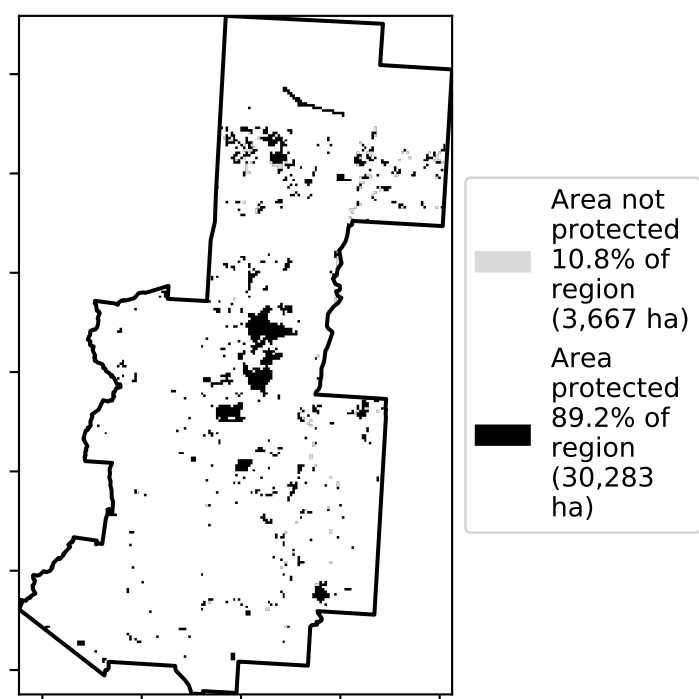 Area not
protected
10.8% of
region
(3,667 ha)
Area
protected
89.2% of
region
(30,283
ha)